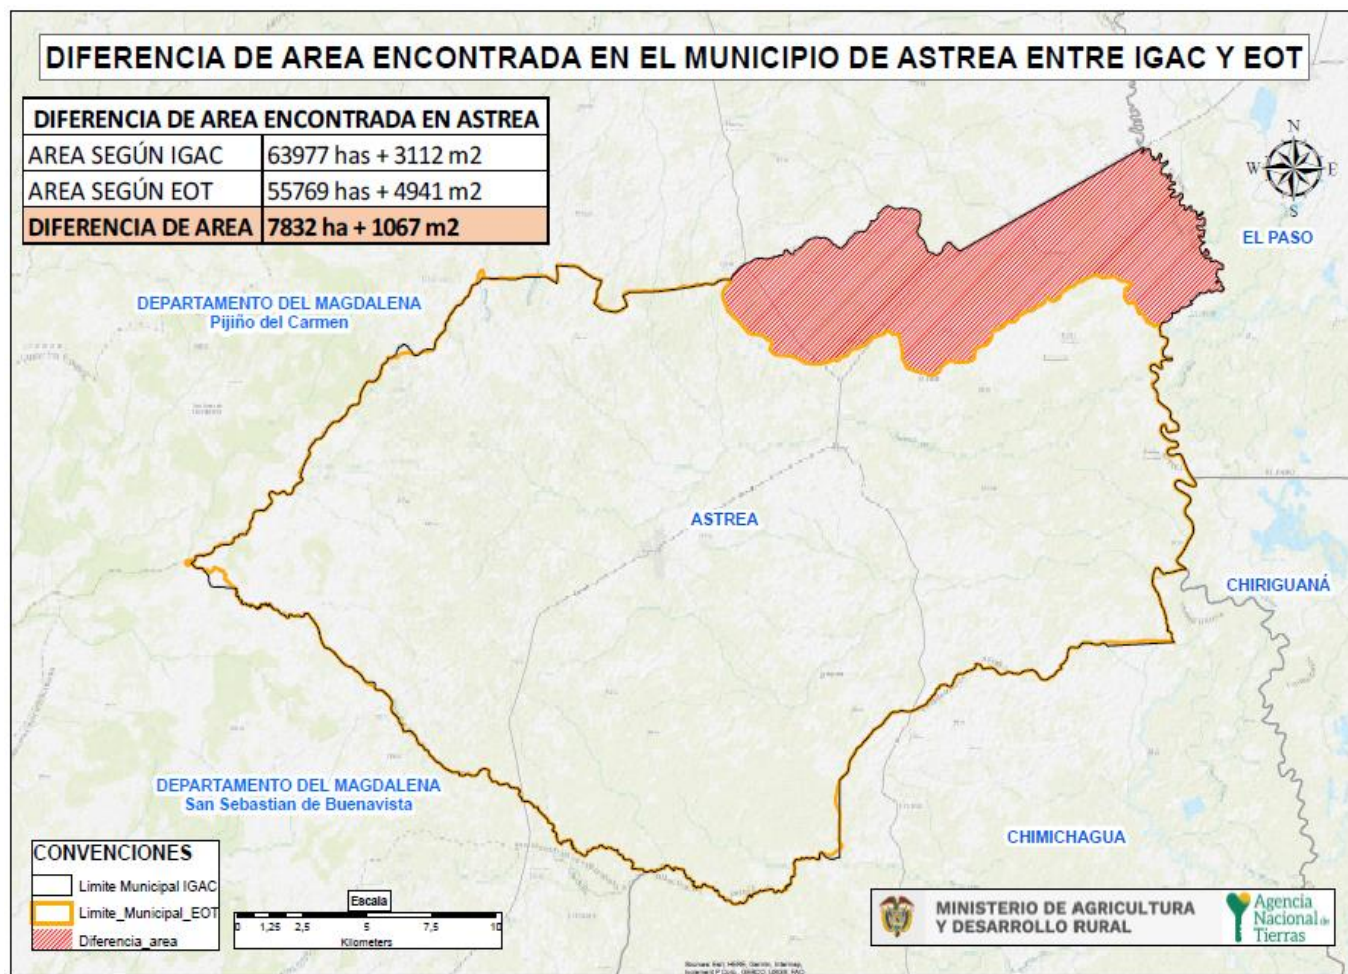 DIFERENCIA DE AREA ENCONTRADA EN EL MUNICIPIO DE ASTREA ENTRE IGAC Y EOT
DIFERENCIA DE AREA ENCONTRADA EN ASTREA
AREA SEGÚN IGAC 63977 has + 3112 m2
AREA SEGÚN EOT 55769 has + 4941 m2
DIFERENCIA DE AREA 7832 ha + 1067 m2
N
W E
S
EL PASO
DEPARTAMENTO DEL MAGDALENA
Pijiño del Carmen
ASTREA
CHIRIGUANÁ
DEPARTAMENTO DEL MAGDALENA
San Sebastian de Buenavista
CHIMICHAGUA
CONVENCIONES
Limite Municipal IGAC
Limite_Municipal_EOT
Diferencia_area
Escala
0 1,25 2,5 5 7,5 10
Kilometers
MINISTERIO DE AGRICULTURA
Y DESARROLLO RURAL
Agencia
Nacional de
Tierras